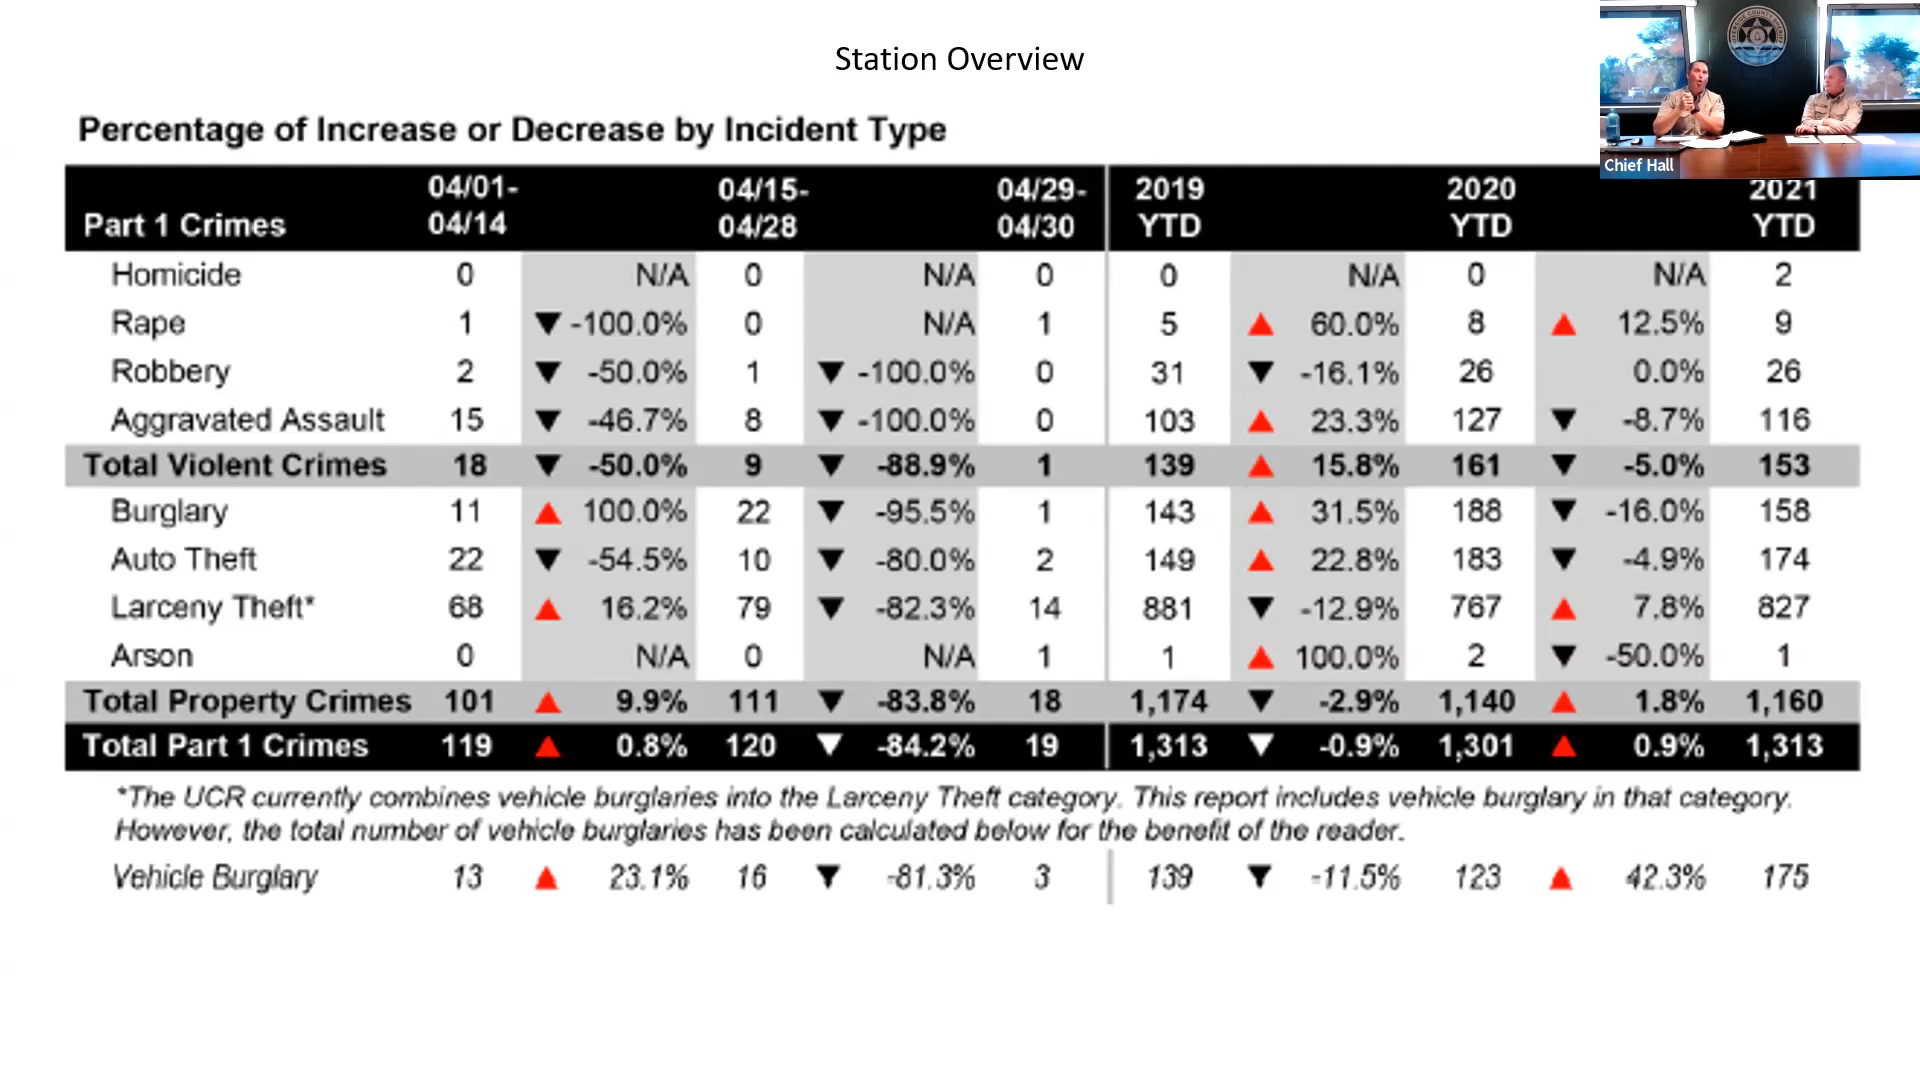 Station Overview
Chief Hall
Percentage of Increase or Decrease by Incident Type
Part 1 Crimes 04/01-04/14 04/15-04/28 04/29-04/30 2019 YTD 2020 YTD 2021 YTD
Homicide 0 N/A 0 N/A 0 0 N/A 0 N/A 2
Rape 1 ▼ -100.0% 0 N/A 1 5 ▲ 60.0% 8 ▲ 12.5% 9
Robbery 2 ▼ -50.0% 1 ▼ -100.0% 0 31 ▼ -16.1% 26 0.0% 26
Aggravated Assault 15 ▼ -46.7% 8 ▼ -100.0% 0 103 ▲ 23.3% 127 ▼ -8.7% 116
Total Violent Crimes 18 ▼ -50.0% 9 ▼ -88.9% 1 139 ▲ 15.8% 161 ▼ -5.0% 153
Burglary 11 ▲ 100.0% 22 ▼ -95.5% 1 143 ▲ 31.5% 188 ▼ -16.0% 158
Auto Theft 22 ▼ -54.5% 10 ▼ -80.0% 2 149 ▲ 22.8% 183 ▼ -4.9% 174
Larceny Theft* 68 ▲ 16.2% 79 ▼ -82.3% 14 881 ▼ -12.9% 767 ▲ 7.8% 827
Arson 0 N/A 0 N/A 1 1 ▲ 100.0% 2 ▼ -50.0% 1
Total Property Crimes 101 ▲ 9.9% 111 ▼ -83.8% 18 1,174 ▼ -2.9% 1,140 ▲ 1.8% 1,160
Total Part 1 Crimes 119 ▲ 0.8% 120 ▼ -84.2% 19 1,313 ▼ -0.9% 1,301 ▲ 0.9% 1,313
*The UCR currently combines vehicle burglaries into the Larceny Theft category. This report includes vehicle burglary in that category.
However, the total number of vehicle burglaries has been calculated below for the benefit of the reader.
Vehicle Burglary 13 ▲ 23.1% 16 ▼ -81.3% 3 139 ▼ -11.5% 123 ▲ 42.3% 175